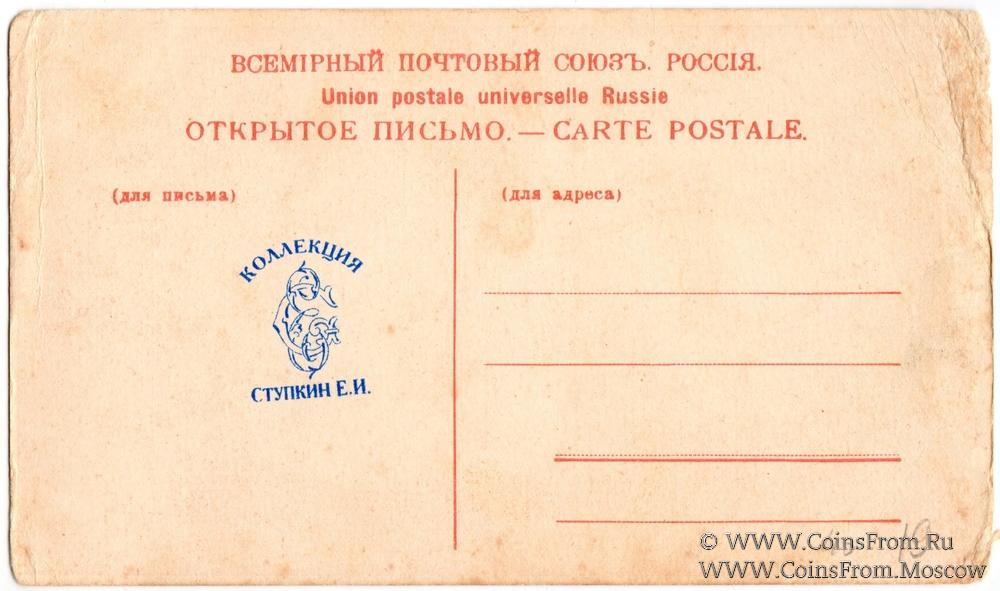 ВСЕМІРНЫЙ ПОЧТОВЫЙ СОЮЗЪ. РОССІЯ.
Union postale universelle Russie
ОТКРЫТОЕ ПИСЬМО. — CARTE POSTALE.
(для письма)
(для адреса)
КОЛЛЕКЦИЯ
СТУПКИН Е.И.
© WWW.CoinsFrom.Ru
WWW.CoinsFrom.Moscow